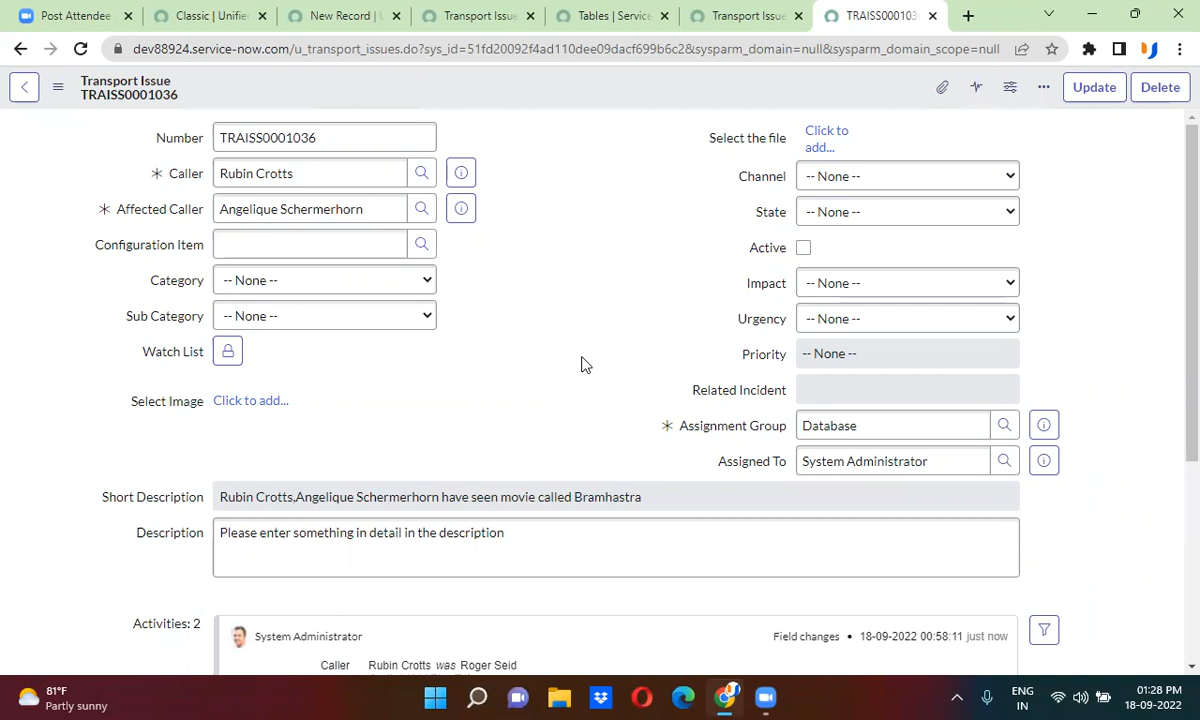 Post Attendee
Classic | Unifie
New Record | 
Transport Issue
Tables | Service
Transport Issue
TRAISS0001036
dev88924.service-now.com/u_transport_issues.do?sys_id=51fd20092f4ad110dee09dacf699b6c2&sysparm_domain=null&sysparm_domain_scope=null
Transport Issue
TRAISS0001036
Update
Delete
Number
TRAISS0001036
Select the file
Click to
add...
Caller
Rubin Crotts
Channel
-- None --
Affected Caller
Angelique Schermerhorn
State
-- None --
Configuration Item
Active
Category
-- None --
Impact
-- None --
Sub Category
-- None --
Urgency
-- None --
Watch List
Priority
-- None --
Related Incident
Select Image
Click to add...
Assignment Group
Database
Assigned To
System Administrator
Short Description
Rubin Crotts,Angelique Schermerhorn have seen movie called Bramhastra
Description
Please enter something in detail in the description
Activities: 2
System Administrator
Field changes • 18-09-2022 00:58:11 just now
Caller
Rubin Crotts was Roger Seid
81°F
Partly sunny
ENG
IN
01:28 PM
18-09-2022